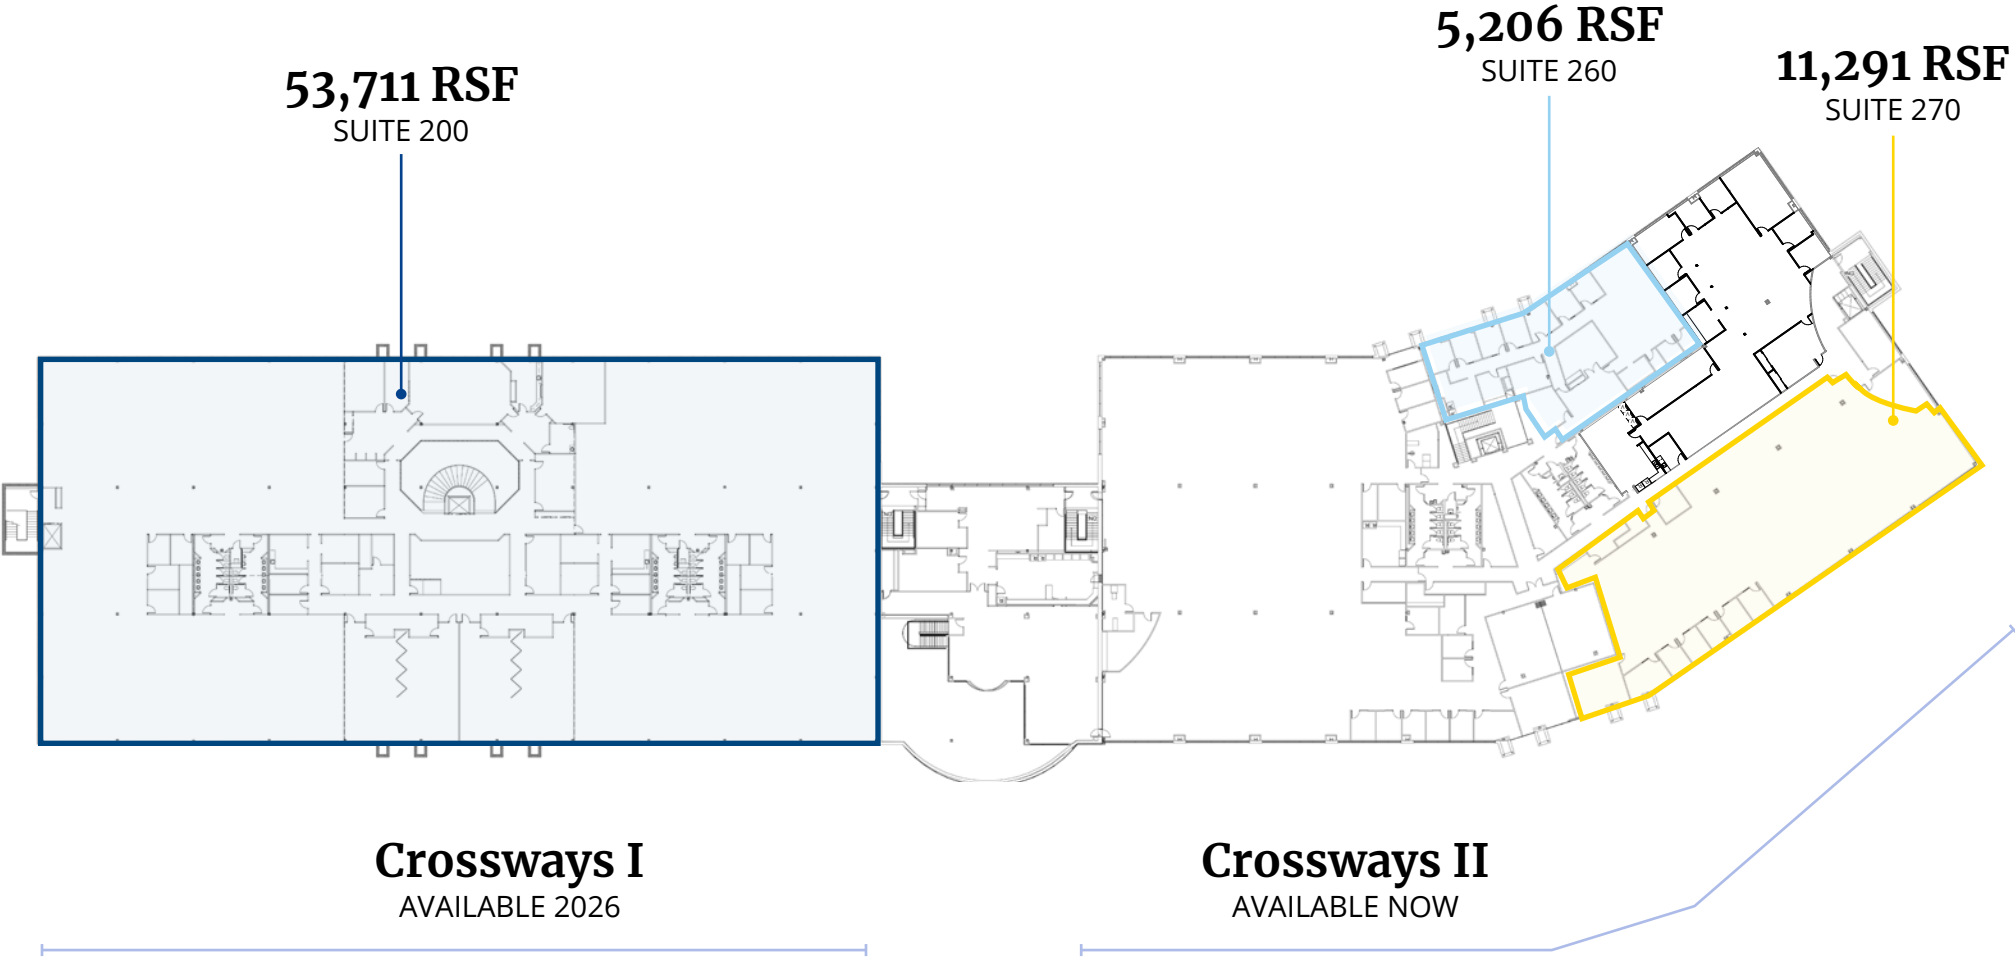 5,206 RSF
SUITE 260
11,291 RSF
SUITE 270
53,711 RSF
SUITE 200
Crossways I
AVAILABLE 2026
Crossways II
AVAILABLE NOW